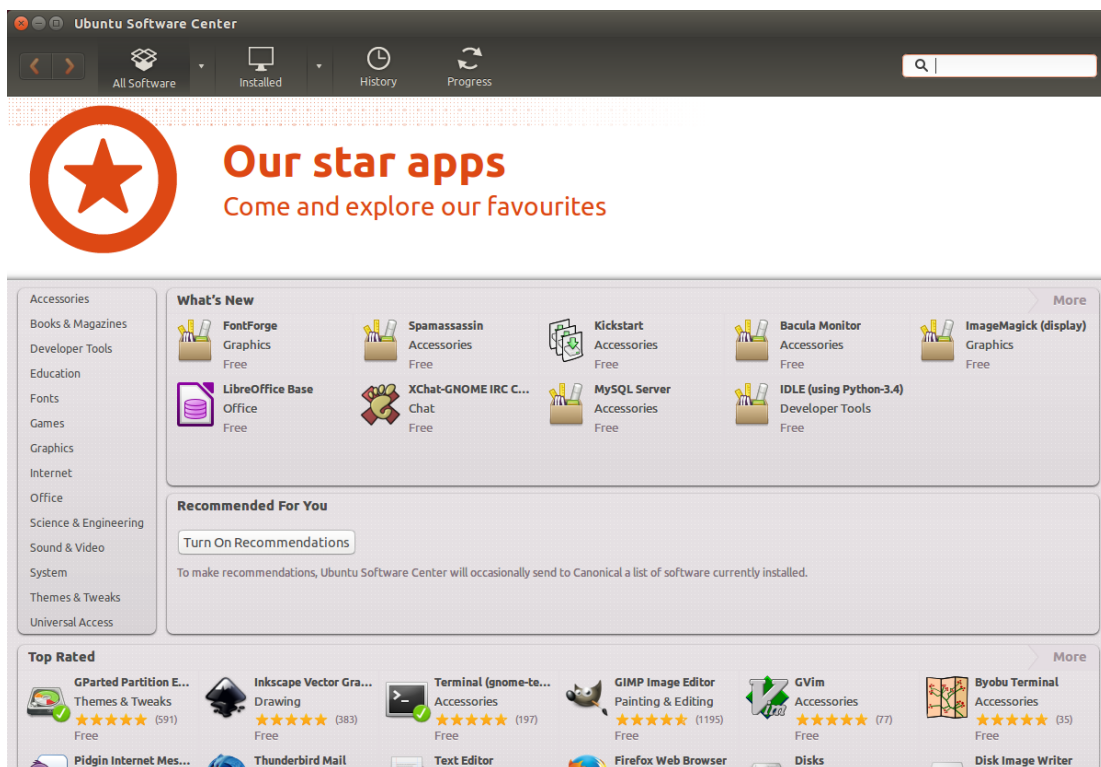 Ubuntu Software Center
All Software
Installed
History
Progress
Our star apps
Come and explore our favourites
Accessories
Books & Magazines
Developer Tools
Education
Fonts
Games
Graphics
Internet
Office
Science & Engineering
Sound & Video
System
Themes & Tweaks
Universal Access
What's New
More
FontForge
Graphics
Free
Spamassassin
Accessories
Free
Kickstart
Accessories
Free
Bacula Monitor
Accessories
Free
ImageMagick (display)
Graphics
Free
LibreOffice Base
Office
Free
XChat-GNOME IRC C...
Chat
Free
MySQL Server
Accessories
Free
IDLE (using Python-3.4)
Developer Tools
Free
Recommended For You
Turn On Recommendations
To make recommendations, Ubuntu Software Center will occasionally send to Canonical a list of software currently installed.
Top Rated
More
GParted Partition E...
Themes & Tweaks
(591)
Free
Inkscape Vector Gra...
Drawing
(383)
Free
Terminal (gnome-te...
Accessories
(197)
Free
GIMP Image Editor
Painting & Editing
(1195)
Free
GVim
Accessories
(77)
Free
Byobu Terminal
Accessories
(35)
Free
Pidgin Internet Mes...
Thunderbird Mail
Text Editor
Firefox Web Browser
Disks
Disk Image Writer